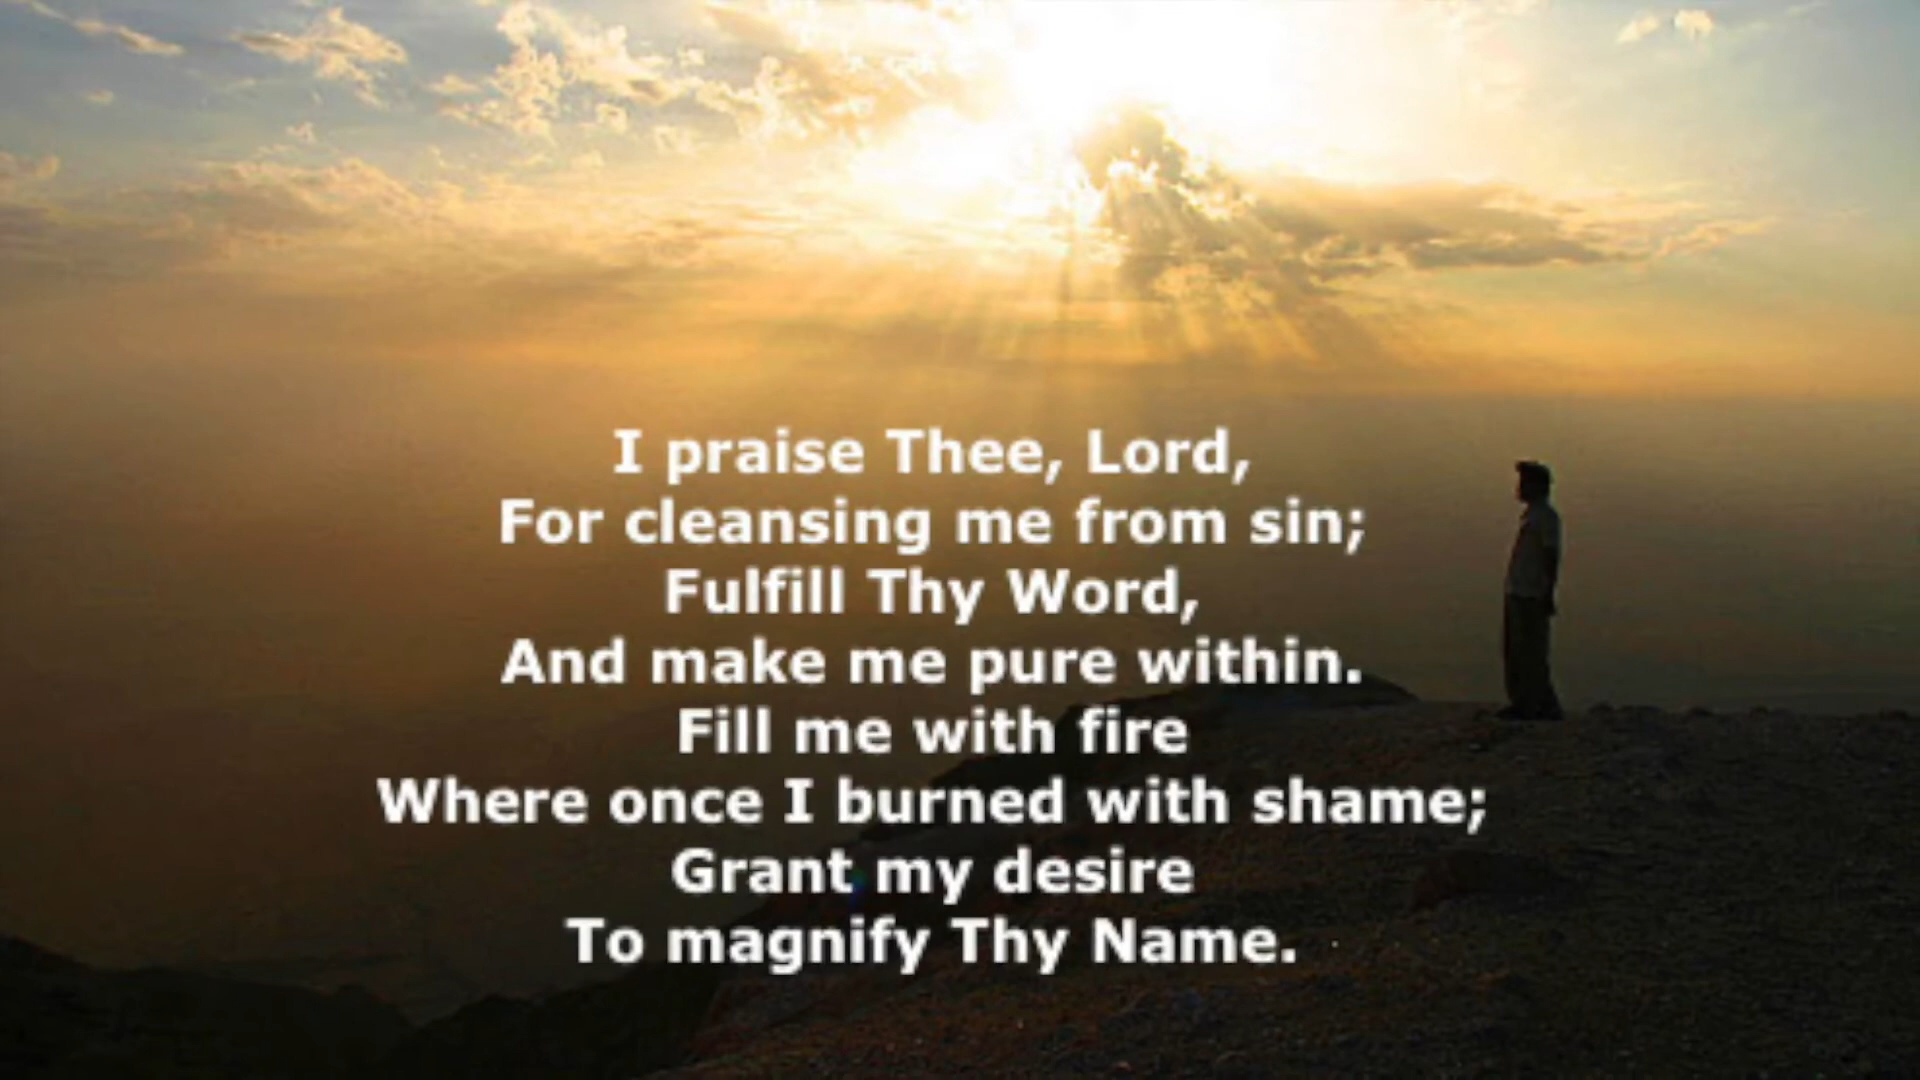 I praise Thee, Lord,
For cleansing me from sin;
Fulfill Thy Word,
And make me pure within.
Fill me with fire
Where once I burned with shame;
Grant my desire
To magnify Thy Name.